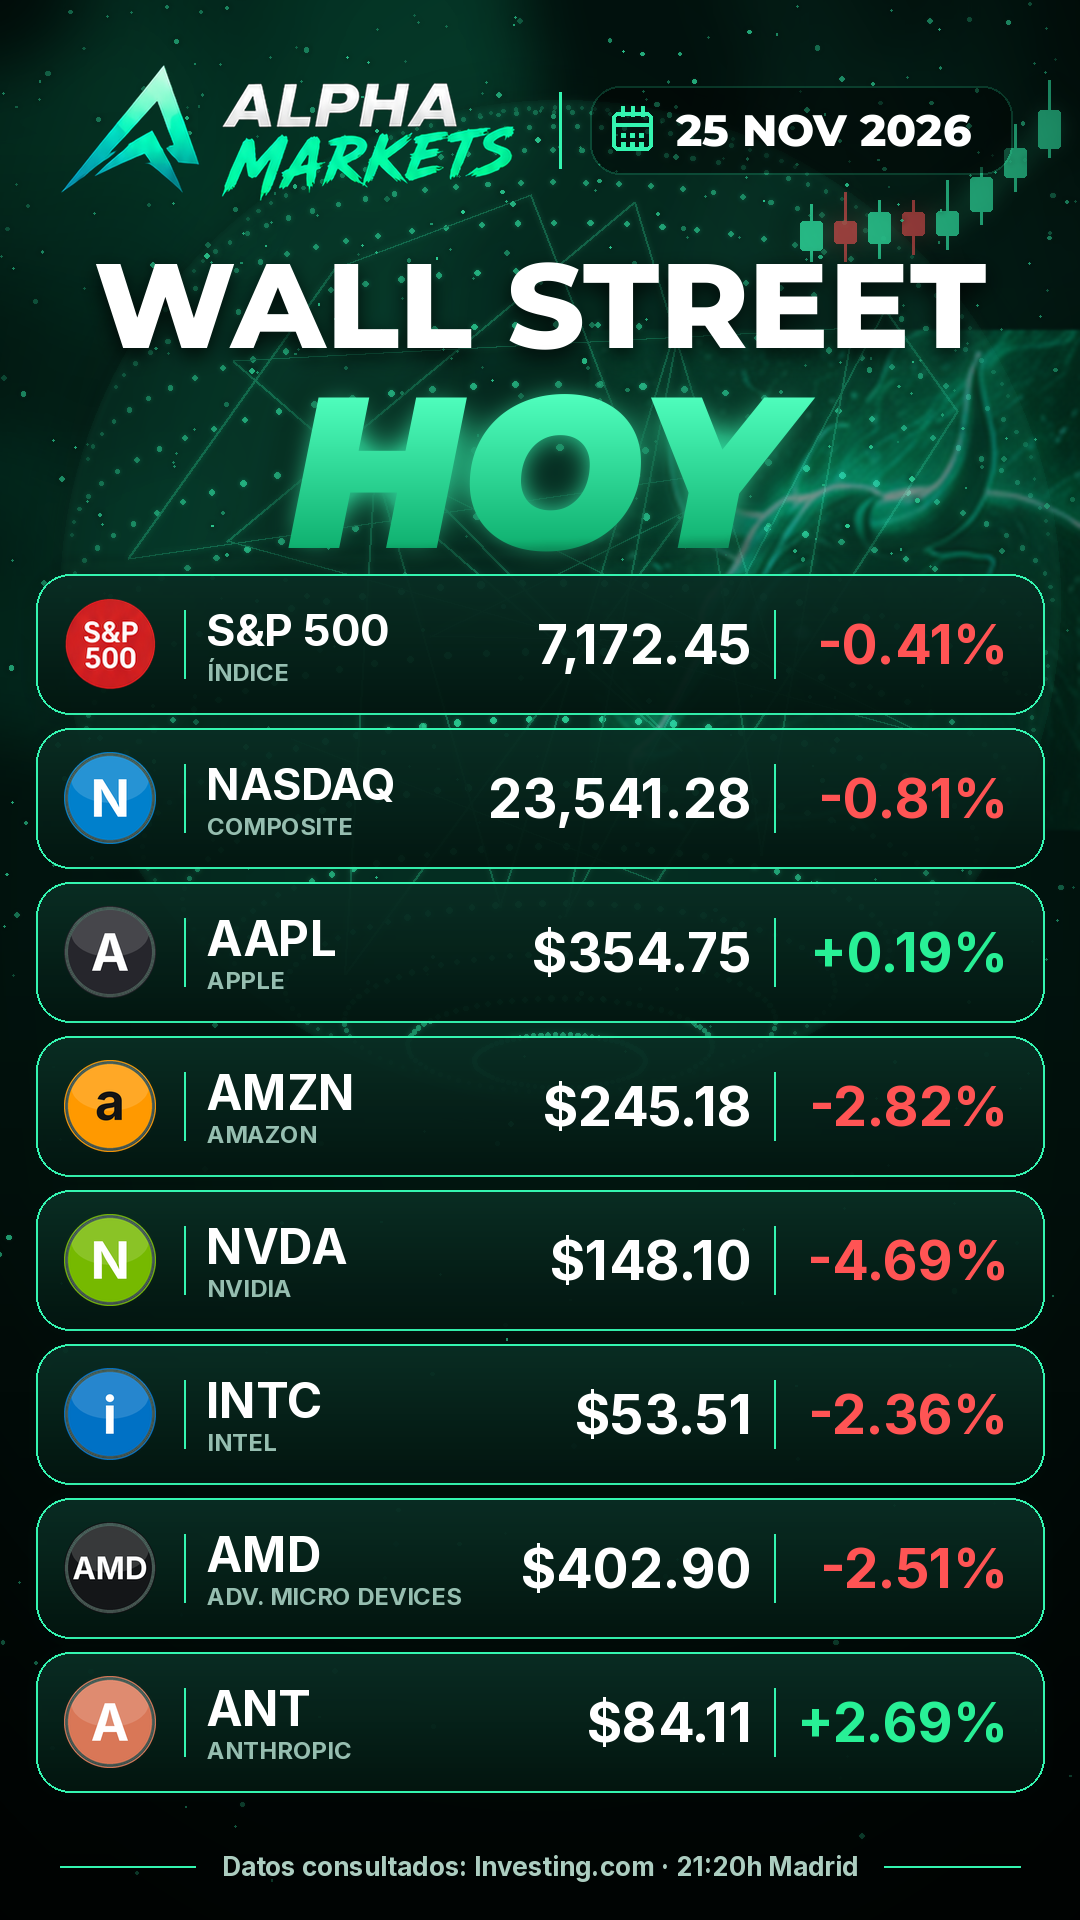 ALPHA
MARKETS
25 NOV 2026
WALL STREET
HOY
S&P
500
S&P 500
ÍNDICE
7,172.45
-0.41%
N
NASDAQ
COMPOSITE
23,541.28
-0.81%
A
AAPL
APPLE
$354.75
+0.19%
a
AMZN
AMAZON
$245.18
-2.82%
N
NVDA
NVIDIA
$148.10
-4.69%
i
INTC
INTEL
$53.51
-2.36%
AMD
AMD
ADV. MICRO DEVICES
$402.90
-2.51%
A
ANT
ANTHROPIC
$84.11
+2.69%
Datos consultados: Investing.com · 21:20h Madrid